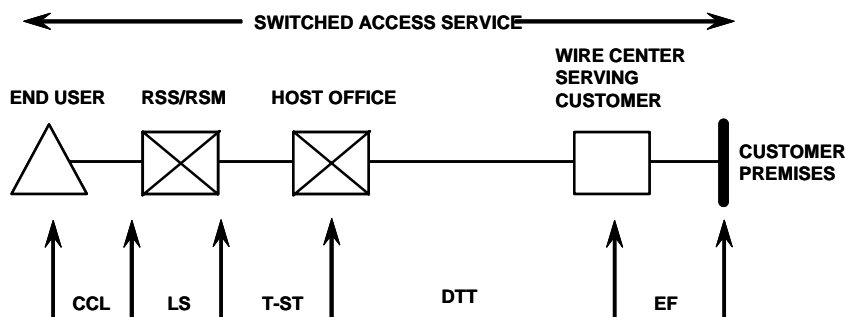 SWITCHED ACCESS SERVICE
WIRE CENTER
SERVING
CUSTOMER
END USER RSS/RSM HOST OFFICE
CUSTOMER
PREMISES
CCL LS T-ST DTT EF